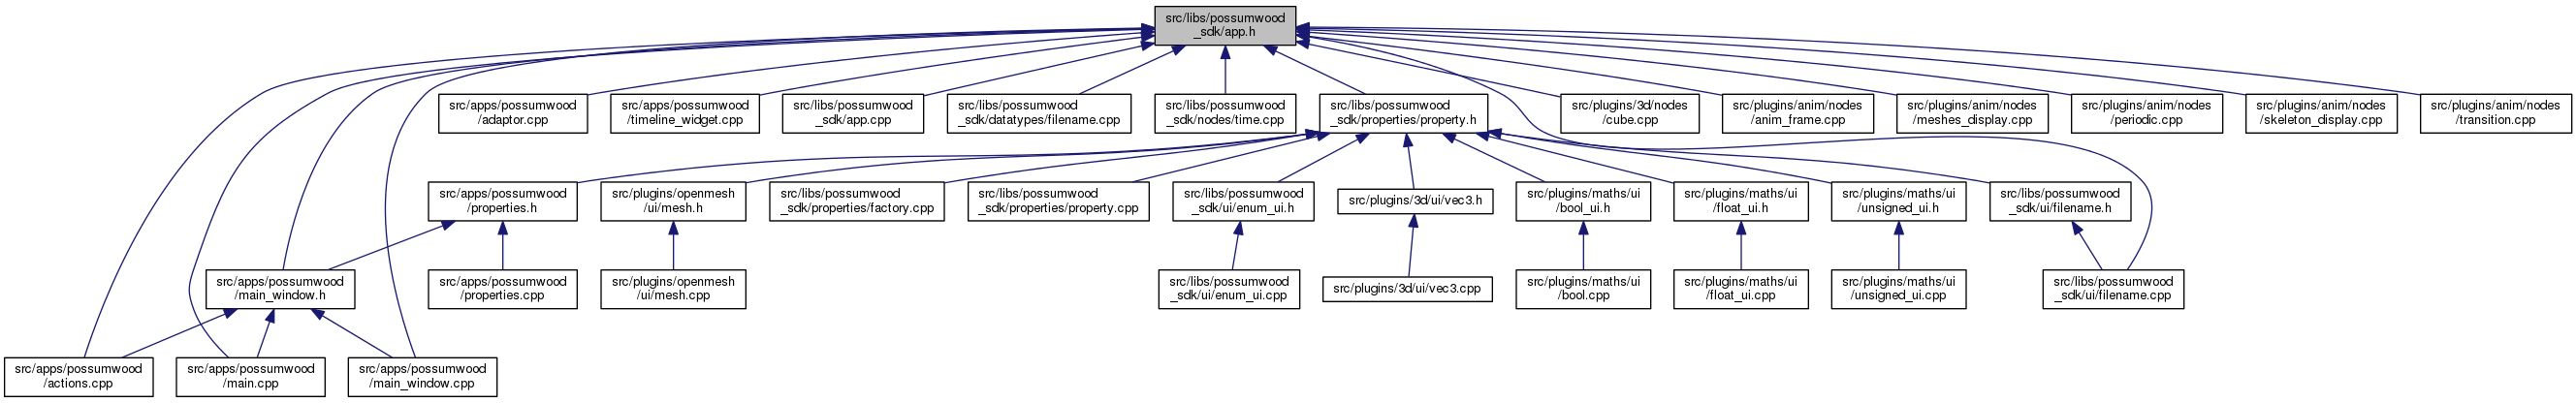 src/libs/possumwood
_sdk/app.h
src/apps/possumwood
/adaptor.cpp
src/apps/possumwood
/timeline_widget.cpp
src/libs/possumwood
_sdk/app.cpp
src/libs/possumwood
_sdk/datatypes/filename.cpp
src/libs/possumwood
_sdk/nodes/time.cpp
src/libs/possumwood
_sdk/properties/property.h
src/plugins/3d/nodes
/cube.cpp
src/plugins/anim/nodes
/anim_frame.cpp
src/plugins/anim/nodes
/meshes_display.cpp
src/plugins/anim/nodes
/periodic.cpp
src/plugins/anim/nodes
/skeleton_display.cpp
src/plugins/anim/nodes
/transition.cpp
src/apps/possumwood
/properties.h
src/plugins/openmesh
/ui/mesh.h
src/libs/possumwood
_sdk/properties/factory.cpp
src/libs/possumwood
_sdk/properties/property.cpp
src/libs/possumwood
_sdk/ui/enum_ui.h
src/plugins/3d/ui/vec3.h
src/plugins/maths/ui
/bool_ui.h
src/plugins/maths/ui
/float_ui.h
src/plugins/maths/ui
/unsigned_ui.h
src/libs/possumwood
_sdk/ui/filename.h
src/apps/possumwood
/main_window.h
src/apps/possumwood
/properties.cpp
src/plugins/openmesh
/ui/mesh.cpp
src/libs/possumwood
_sdk/ui/enum_ui.cpp
src/plugins/3d/ui/vec3.cpp
src/plugins/maths/ui
/bool.cpp
src/plugins/maths/ui
/float_ui.cpp
src/plugins/maths/ui
/unsigned_ui.cpp
src/libs/possumwood
_sdk/ui/filename.cpp
src/apps/possumwood
/actions.cpp
src/apps/possumwood
/main.cpp
src/apps/possumwood
/main_window.cpp